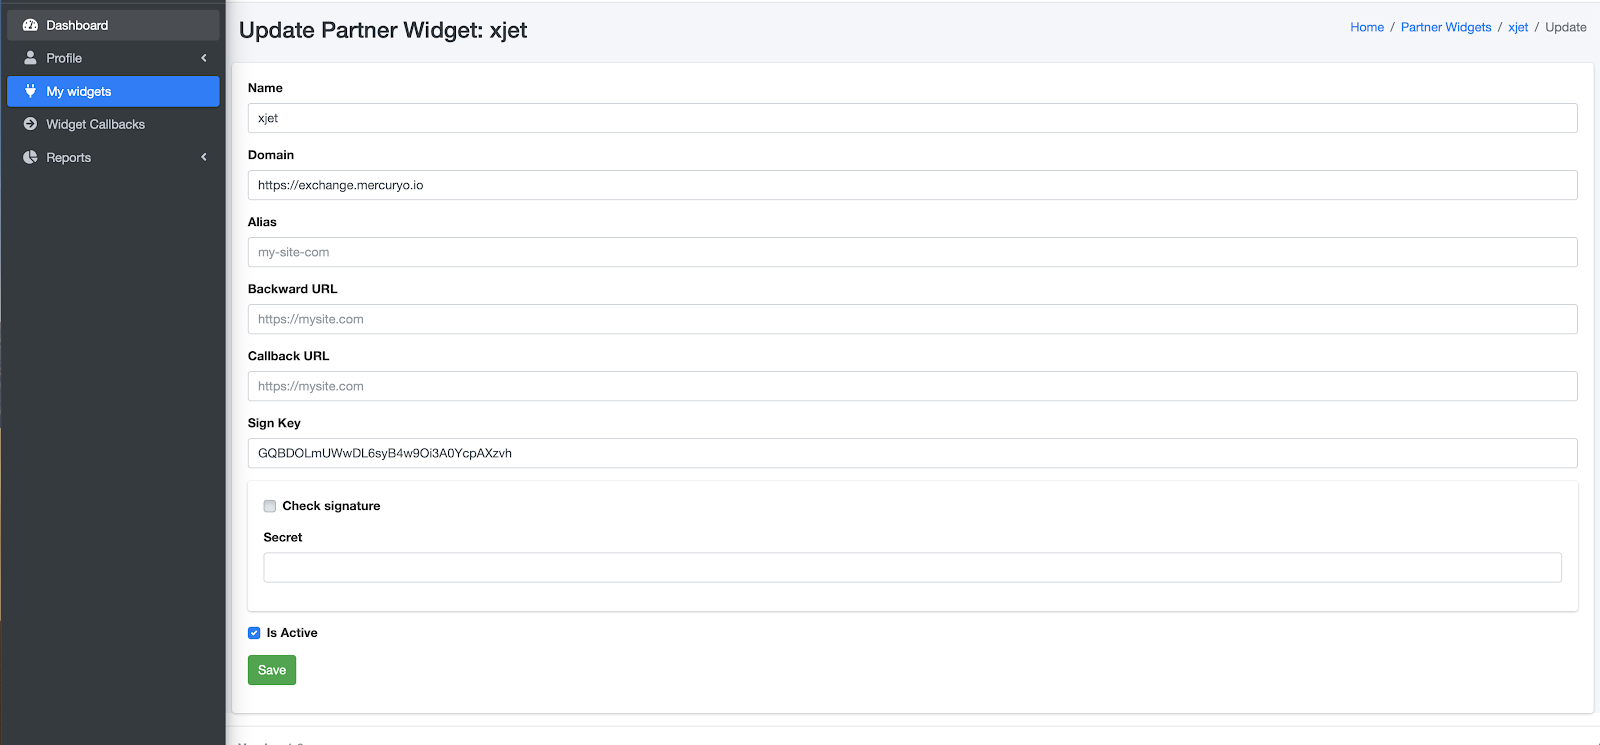 Dashboard
Profile
My widgets
Widget Callbacks
Reports
Update Partner Widget: xjet
Home / Partner Widgets / xjet / Update
Name
xjet
Domain
https://exchange.mercuryo.io
Alias
my-site-com
Backward URL
https://mysite.com
Callback URL
https://mysite.com
Sign Key
GQBDOLmUWwDL6syB4w9Oi3A0YcpAXzvh
Check signature
Secret
Is Active
Save